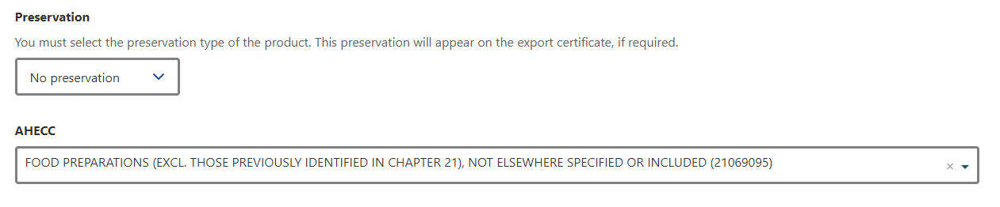 Preservation
You must select the preservation type of the product. This preservation will appear on the export certificate, if required.
No preservation
AHECC
FOOD PREPARATIONS (EXCL. THOSE PREVIOUSLY IDENTIFIED IN CHAPTER 21), NOT ELSEWHERE SPECIFIED OR INCLUDED (21069095)